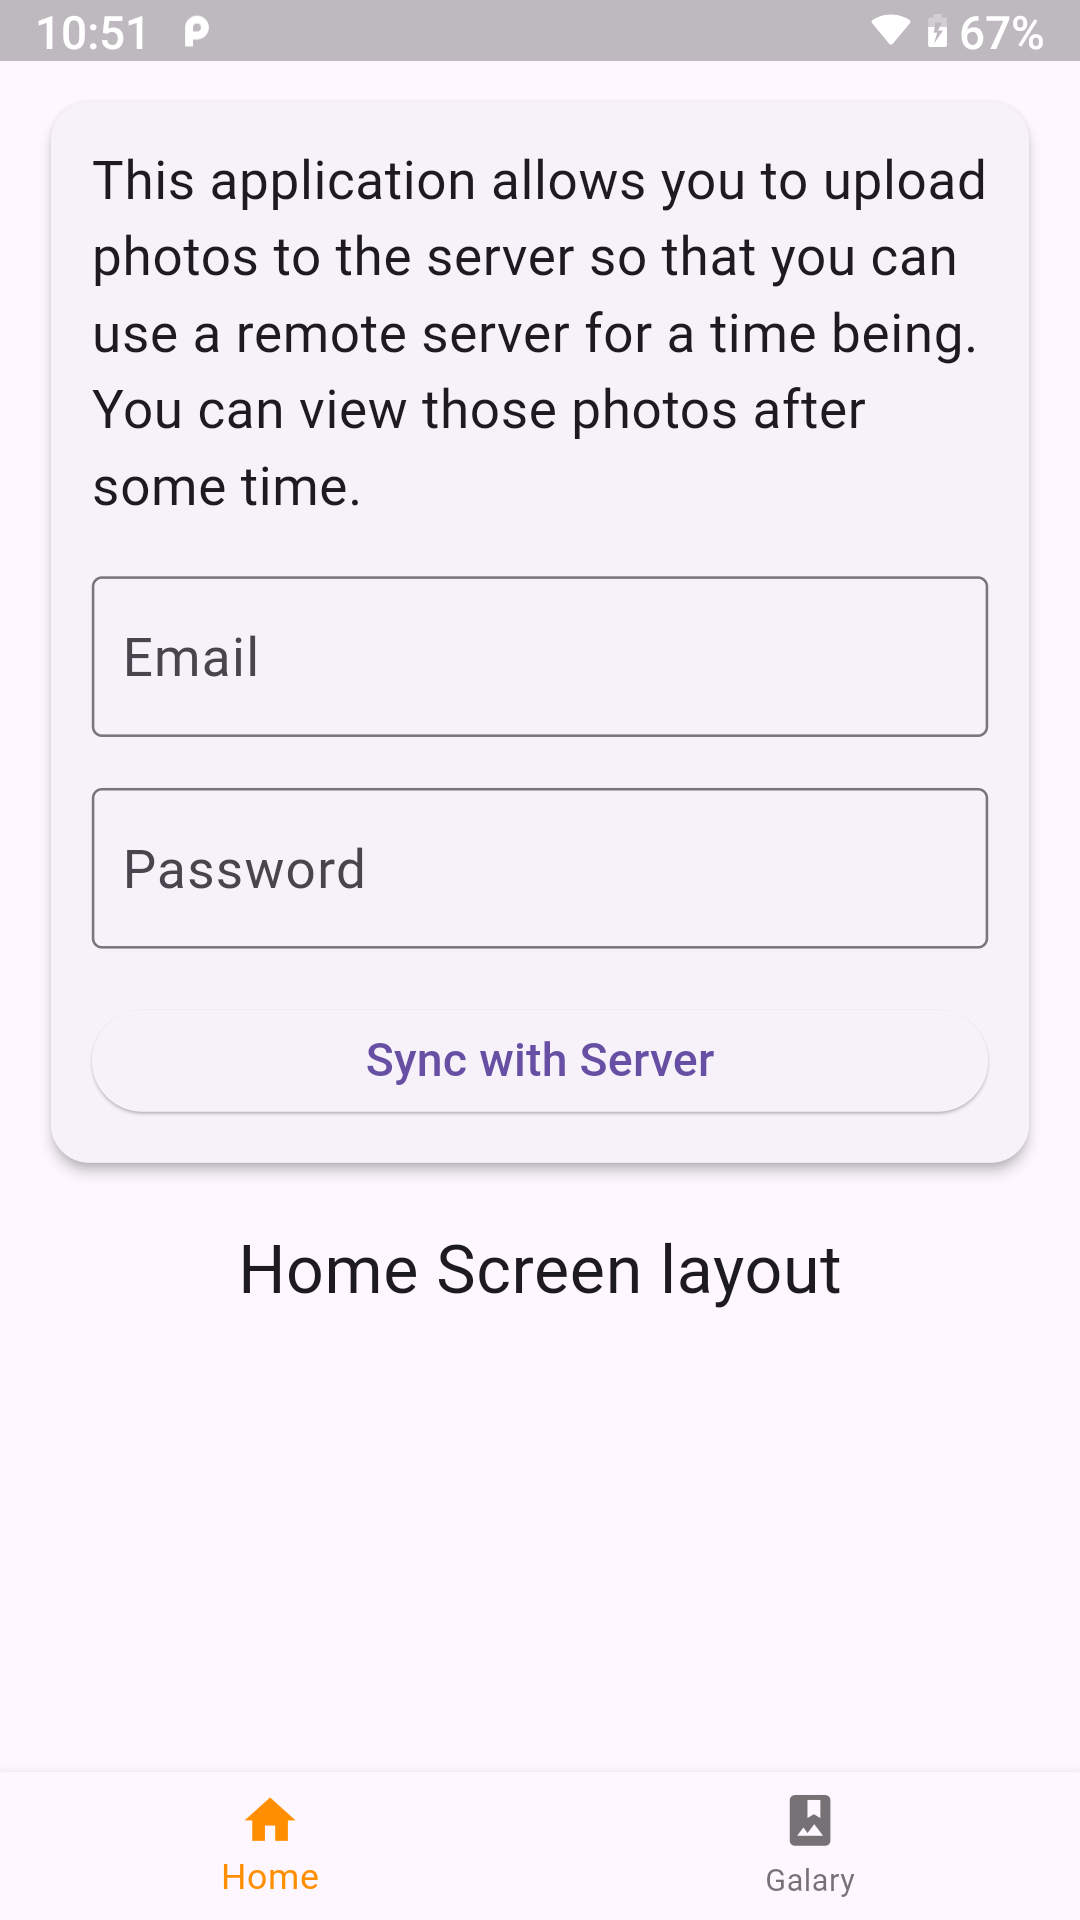 10:51
67%
This application allows you to upload
photos to the server so that you can
use a remote server for a time being.
You can view those photos after
some time.
Email
Password
Sync with Server
Home Screen layout
Home
Galary